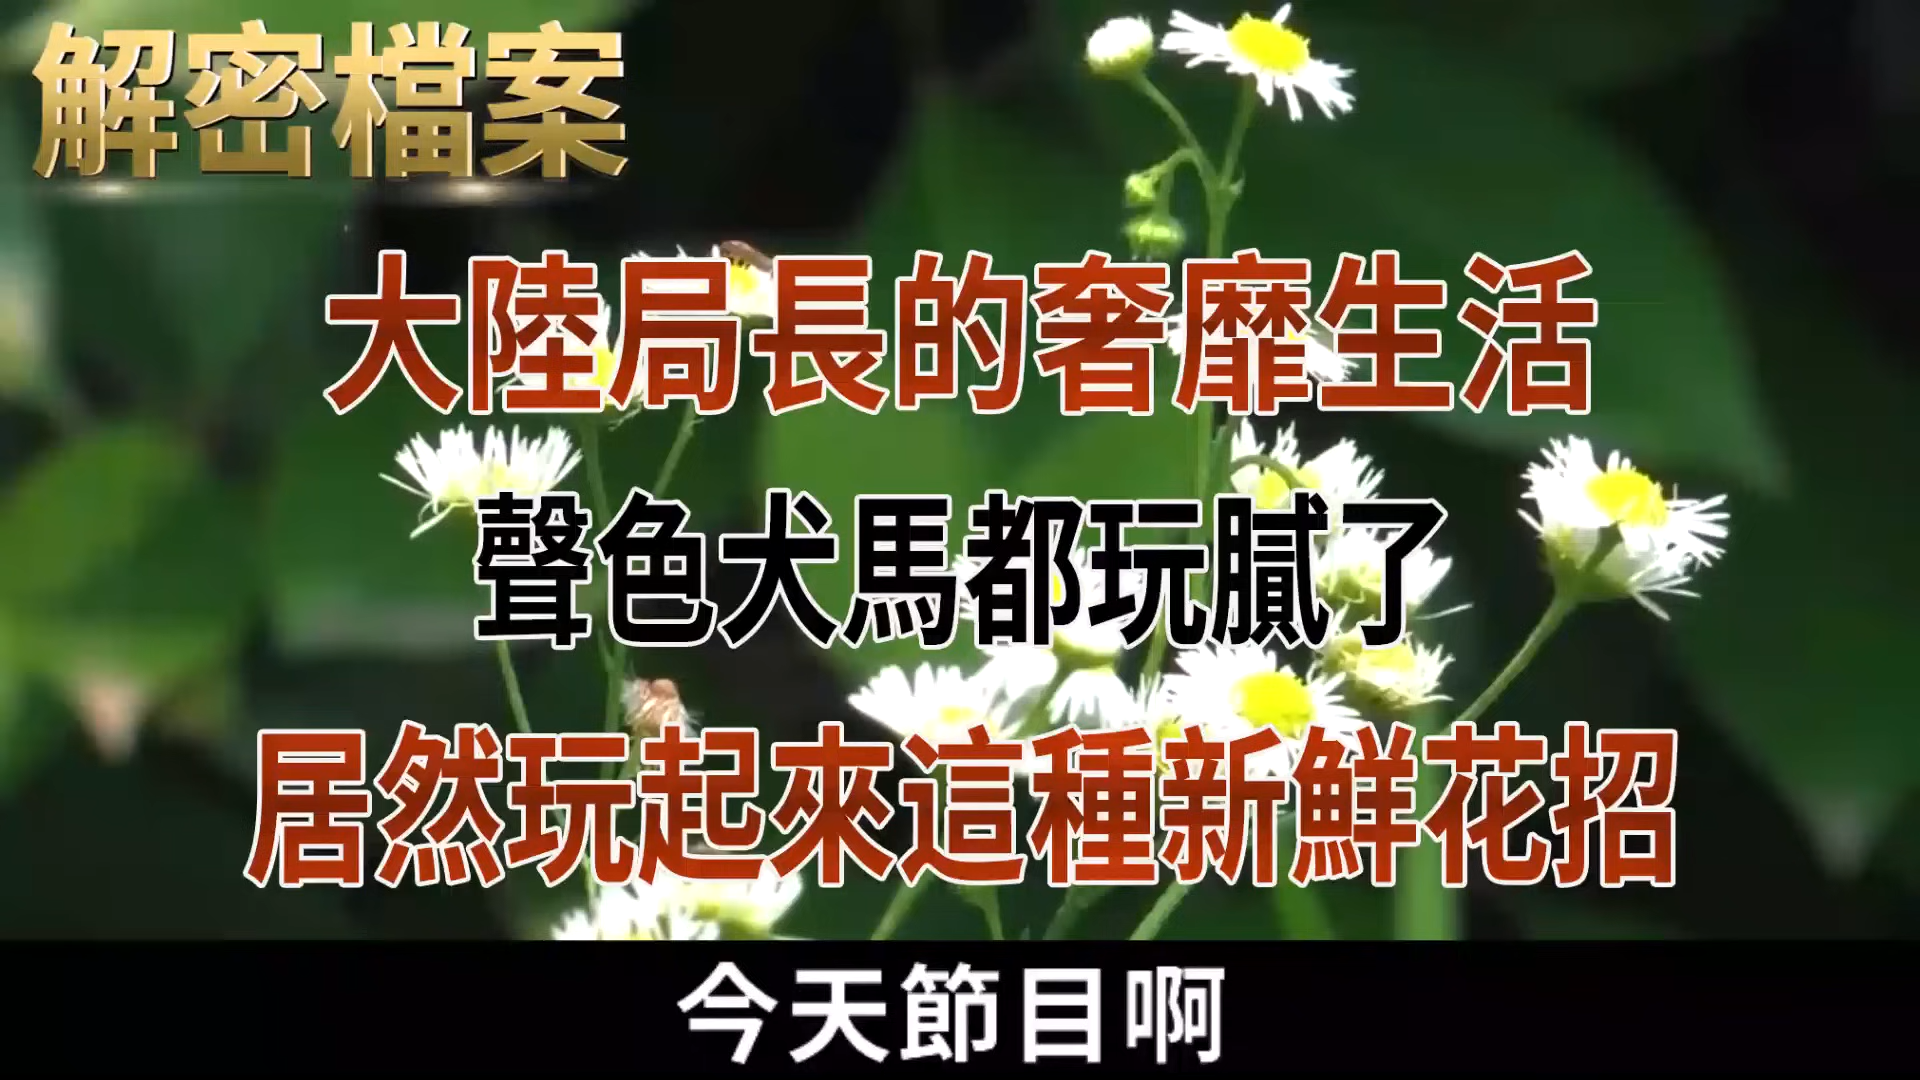 解密檔案
大陸局長的奢靡生活
聲色犬馬都玩膩了
居然玩起來這種新鮮花招
今天節目啊